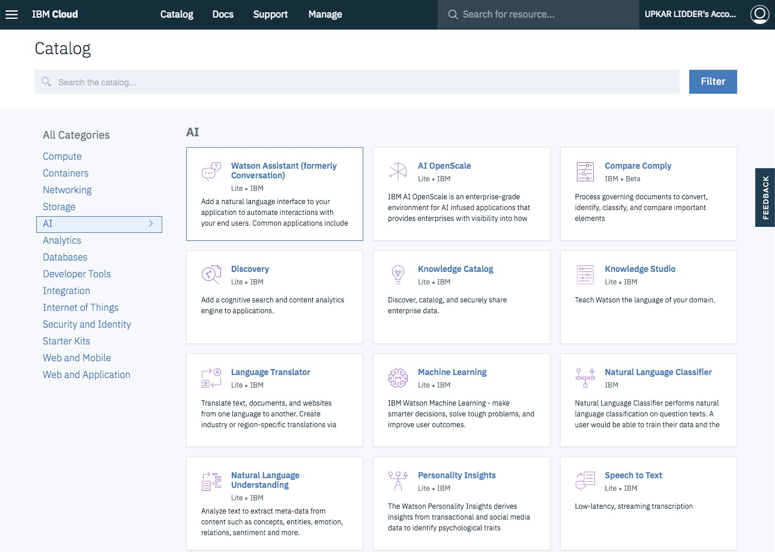 IBM Cloud
Catalog
Docs
Support
Manage
Search for resource...
UPKAR LIDDER's Acco...
Catalog
Search the catalog...
Filter
All Categories
Compute
Containers
Networking
Storage
AI
Analytics
Databases
Developer Tools
Integration
Internet of Things
Security and Identity
Starter Kits
Web and Mobile
Web and Application
AI
Watson Assistant (formerly
Conversation)
Lite • IBM
Add a natural language interface to your
application to automate interactions with
your end users. Common applications include
AI OpenScale
Lite • IBM
IBM AI OpenScale is an enterprise-grade
environment for AI infused applications that
provides enterprises with visibility into how
Compare Comply
IBM • Beta
Process governing documents to convert,
identify, classify, and compare important
elements
Discovery
Lite • IBM
Add a cognitive search and content analytics
engine to applications.
Knowledge Catalog
Lite • IBM
Discover, catalog, and securely share
enterprise data.
Knowledge Studio
Lite • IBM
Teach Watson the language of your domain.
Language Translator
Lite • IBM
Translate text, documents, and websites
from one language to another. Create
industry or region-specific translations via
Machine Learning
Lite • IBM
IBM Watson Machine Learning - make
smarter decisions, solve tough problems, and
improve user outcomes.
Natural Language Classifier
IBM
Natural Language Classifier performs natural
language classification on question texts. A
user would be able to train their data and the
Natural Language
Understanding
Lite • IBM
Analyze text to extract meta-data from
content such as concepts, entities, emotion,
relations, sentiment and more.
Personality Insights
Lite • IBM
The Watson Personality Insights derives
insights from transactional and social media
data to identify psychological traits
Speech to Text
Lite • IBM
Low-latency, streaming transcription
FEEDBACK